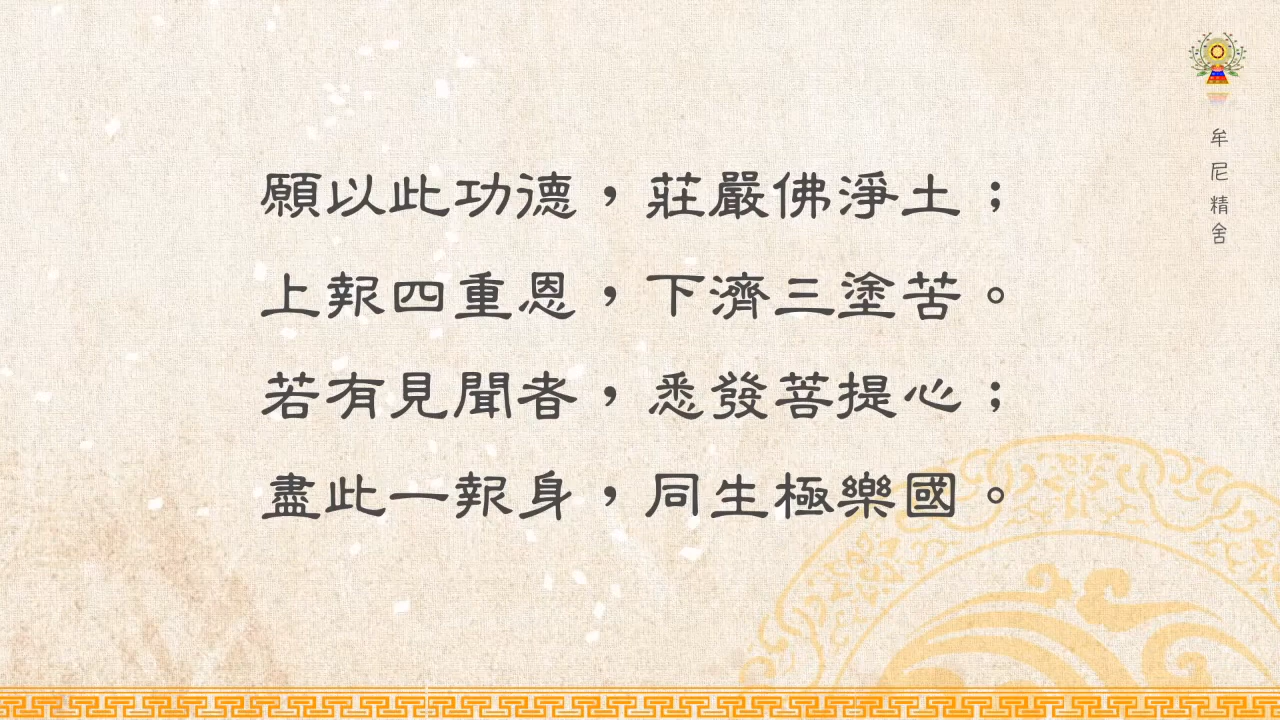 願以此功德，莊嚴佛淨土；
上報四重恩，下濟三塗苦。
若有見聞者，悉發菩提心；
盡此一報身，同生極樂國。
牟尼精舍